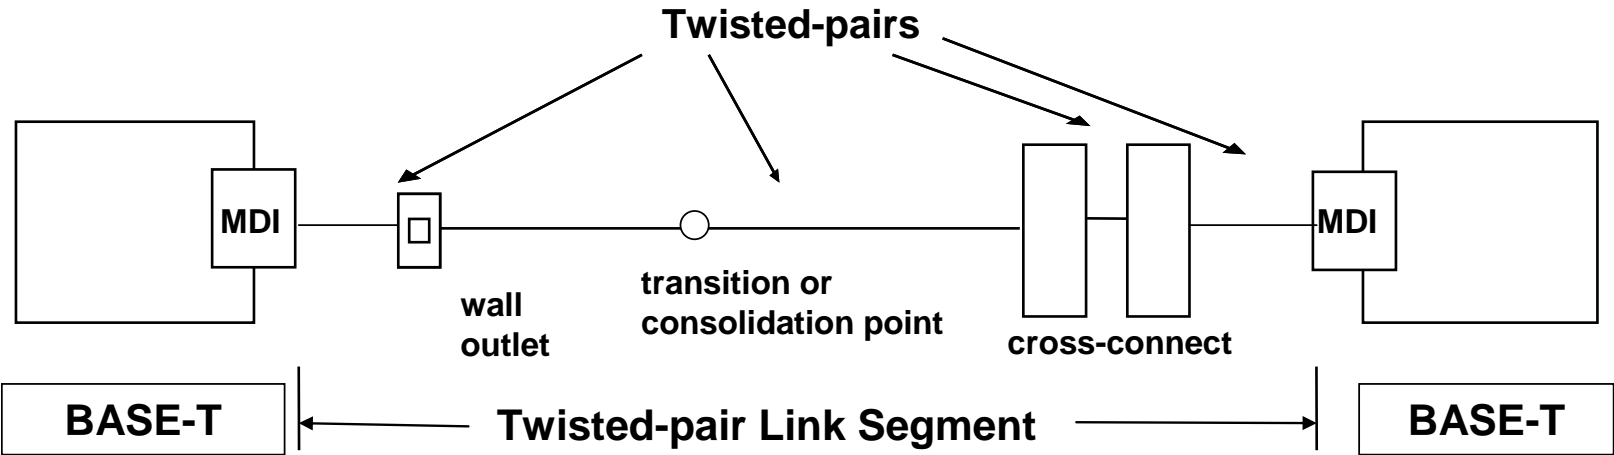 Twisted-pairs
MDI
MDI
wall
outlet
transition or
consolidation point
cross-connect
BASE-T
Twisted-pair Link Segment
BASE-T